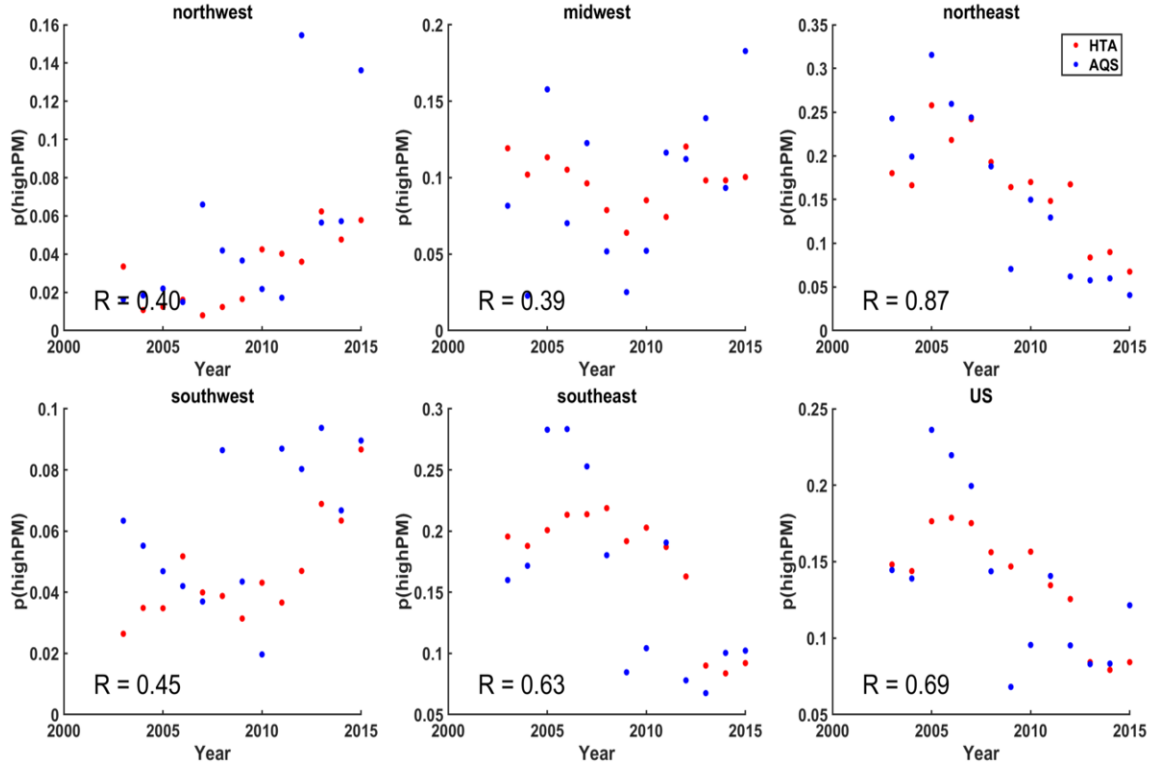 northwest
p(highPM)
0.16
0.14
0.12
0.1
0.08
0.06
0.04
0.02
0
R = 0.40
2000 2005 2010 2015
Year
midwest
p(highPM)
0.2
0.15
0.1
0.05
0
R = 0.39
2000 2005 2010 2015
Year
northeast
HTA
AQS
p(highPM)
0.35
0.3
0.25
0.2
0.15
0.1
0.05
0
R = 0.87
2000 2005 2010 2015
Year
southwest
p(highPM)
0.1
0.08
0.06
0.04
0.02
0
R = 0.45
2000 2005 2010 2015
Year
southeast
p(highPM)
0.3
0.25
0.2
0.15
0.1
0.05
R = 0.63
2000 2005 2010 2015
Year
US
p(highPM)
0.25
0.2
0.15
0.1
0.05
R = 0.69
2000 2005 2010 2015
Year